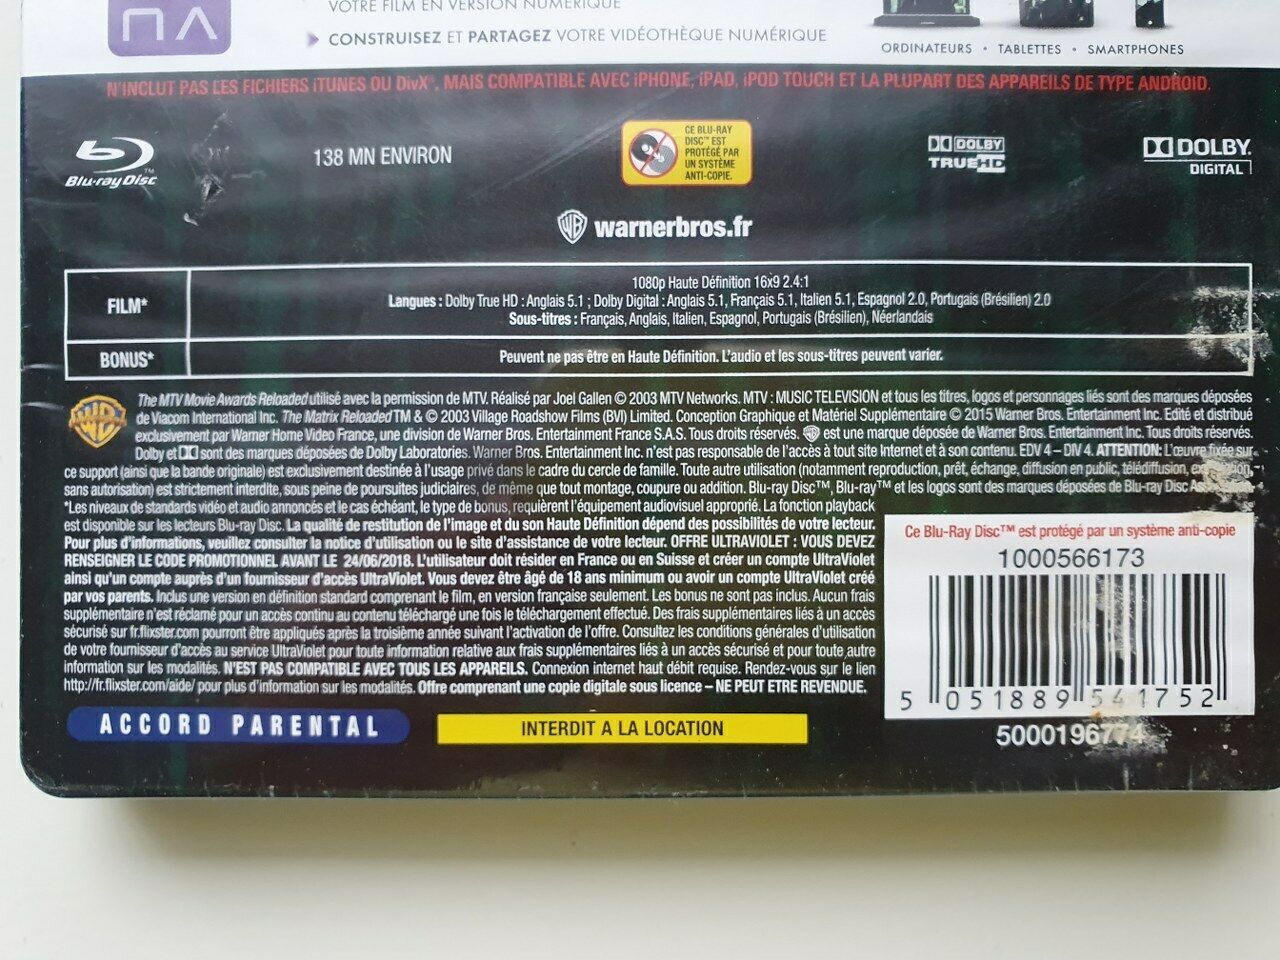 VOTRE FILM EN VERSION NUMÉRIQUE
CONSTRUISEZ ET PARTAGEZ VOTRE VIDÉOTHÈQUE NUMÉRIQUE
ORDINATEURS • TABLETTES • SMARTPHONES
N'INCLUT PAS LES FICHIERS iTUNES OU DivX®, MAIS COMPATIBLE AVEC iPHONE, iPAD, iPOD TOUCH ET LA PLUPART DES APPAREILS DE TYPE ANDROID.
Blu-ray Disc™
138 MN ENVIRON
CE BLU-RAY
DISC™ EST
PROTÉGÉ PAR
UN SYSTÈME
ANTI-COPIE.
DOLBY
TRUEHD
DOLBY
DIGITAL
warnerbros.fr
FILM*
1080p Haute Définition 16x9 2.4:1
Langues : Dolby True HD : Anglais 5.1 ; Dolby Digital : Anglais 5.1, Français 5.1, Italien 5.1, Espagnol 2.0, Portugais (Brésilien) 2.0
Sous-titres : Français, Anglais, Italien, Espagnol, Portugais (Brésilien), Néerlandais
BONUS*
Peuvent ne pas être en Haute Définition. L'audio et les sous-titres peuvent varier.
The MTV Movie Awards Reloaded utilisé avec la permission de MTV. Réalisé par Joel Gallen © 2003 MTV Networks. MTV : MUSIC TELEVISION et tous les titres, logos et personnages liés sont des marques déposées
de Viacom International Inc. The Matrix Reloaded TM & © 2003 Village Roadshow Films (BVI) Limited. Conception Graphique et Matériel Supplémentaire © 2015 Warner Bros. Entertainment Inc. Edité et distribué
exclusivement par Warner Home Video France, une division de Warner Bros. Entertainment France S.A.S. Tous droits réservés. est une marque déposée de Warner Bros. Entertainment Inc. Tous droits réservés.
Dolby et sont des marques déposées de Dolby Laboratories. Warner Bros. Entertainment Inc. n'est pas responsable de l'accès à tout site Internet et à son contenu. EDV 4 – DIV 4. ATTENTION: L'œuvre fixée sur
ce support (ainsi que la bande originale) est exclusivement destinée à l'usage privé dans le cadre du cercle de famille. Toute autre utilisation (notamment reproduction, prêt, échange, diffusion en public, télédiffusion,
sans autorisation) est strictement interdite, sous peine de poursuites judiciaires, de même que tout montage, coupure ou addition. Blu-ray Disc™, Blu-ray™ et les logos sont des marques déposées de Blu-ray Disc
*Les niveaux de standards vidéo et audio annoncés et le cas échéant, le type de bonus, requièrent l'équipement audiovisuel approprié. La fonction playback
est disponible sur les lecteurs Blu-ray Disc. La qualité de restitution de l'image et du son Haute Définition dépend des possibilités de votre lecteur.
Pour plus d'informations, veuillez consulter la notice d'utilisation ou le site d'assistance de votre lecteur. OFFRE ULTRAVIOLET : VOUS DEVEZ
RENSEIGNER LE CODE PROMOTIONNEL AVANT LE 24/06/2018. L'utilisateur doit résider en France ou en Suisse et créer un compte UltraViolet
ainsi qu'un compte auprès d'un fournisseur d'accès UltraViolet. Vous devez être âgé de 18 ans minimum ou avoir un compte UltraViolet créé
par vos parents. Inclus une version en définition standard comprenant le film, en version française seulement. Les bonus ne sont pas inclus. Aucun frais
supplémentaire n'est réclamé pour un accès continu au contenu téléchargé une fois le téléchargement effectué. Des frais supplémentaires liés à un accès
sécurisé sur fr.flixster.com pourront être appliqués après la troisième année suivant l'activation de l'offre. Consultez les conditions générales d'utilisation
de votre fournisseur d'accès au service UltraViolet pour toute information relative aux frais supplémentaires liés à un accès sécurisé et pour toute autre
information sur les modalités. N'EST PAS COMPATIBLE AVEC TOUS LES APPAREILS. Connexion internet haut débit requise. Rendez-vous sur le lien
http://fr.flixster.com/aide/ pour plus d'information sur les modalités. Offre comprenant une copie digitale sous licence – NE PEUT ETRE REVENDUE.
Ce Blu-Ray Disc™ est protégé par un système anti-copie
1000566173
5 051889 541752
5000196774
ACCORD PARENTAL
INTERDIT A LA LOCATION